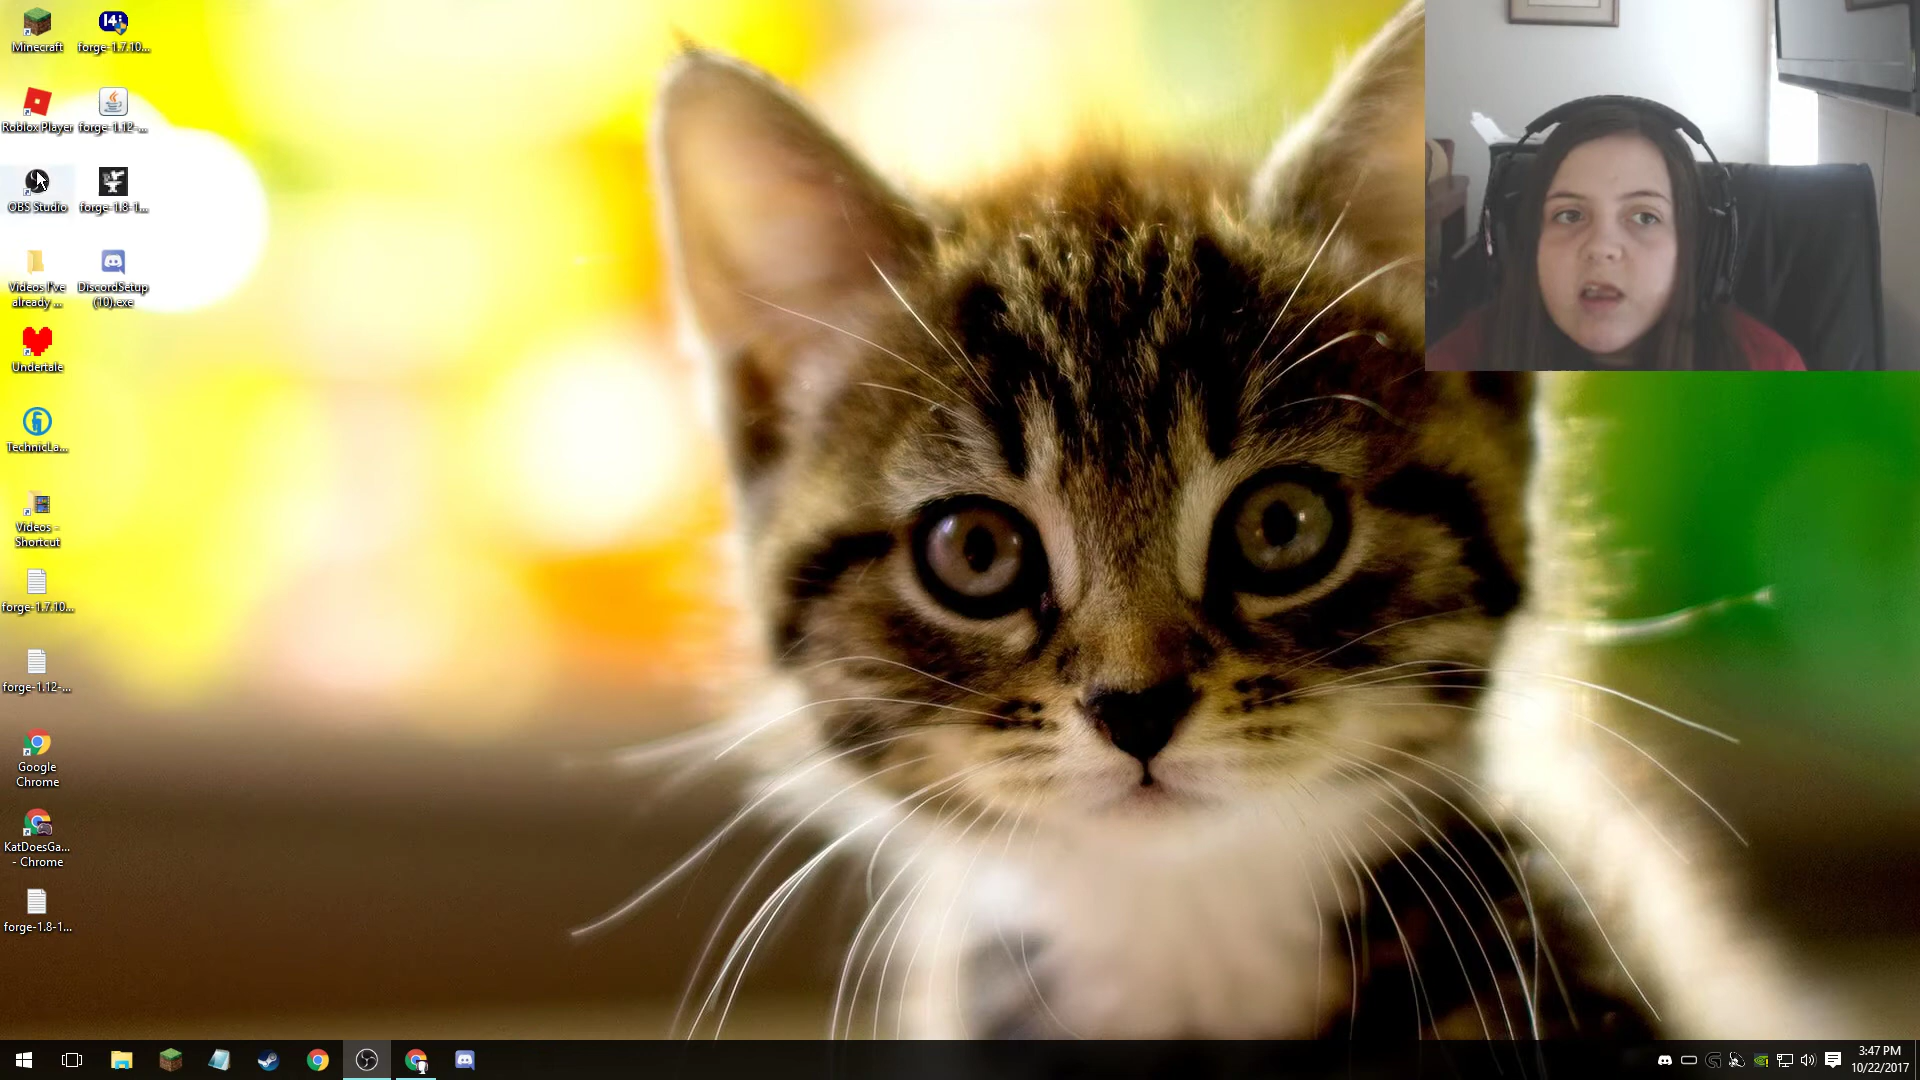 Minecraft
forge-1.7.10...
Roblox Player
forge-1.12-...
OBS Studio
forge-1.8-1...
Videos I've
already ...
DiscordSetup
(10).exe
Undertale
TechnicLa...
Videos -
Shortcut
forge-1.7.10...
forge-1.12-...
Google
Chrome
KatDoesGa...
- Chrome
forge-1.8-1...
3:47 PM
10/22/2017